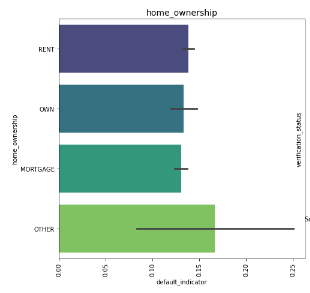 home_ownership
RENT
OWN
MORTGAGE
OTHER
home_ownership
0.00
0.05
0.10
0.15
0.20
0.25
default_indicator
verification_status